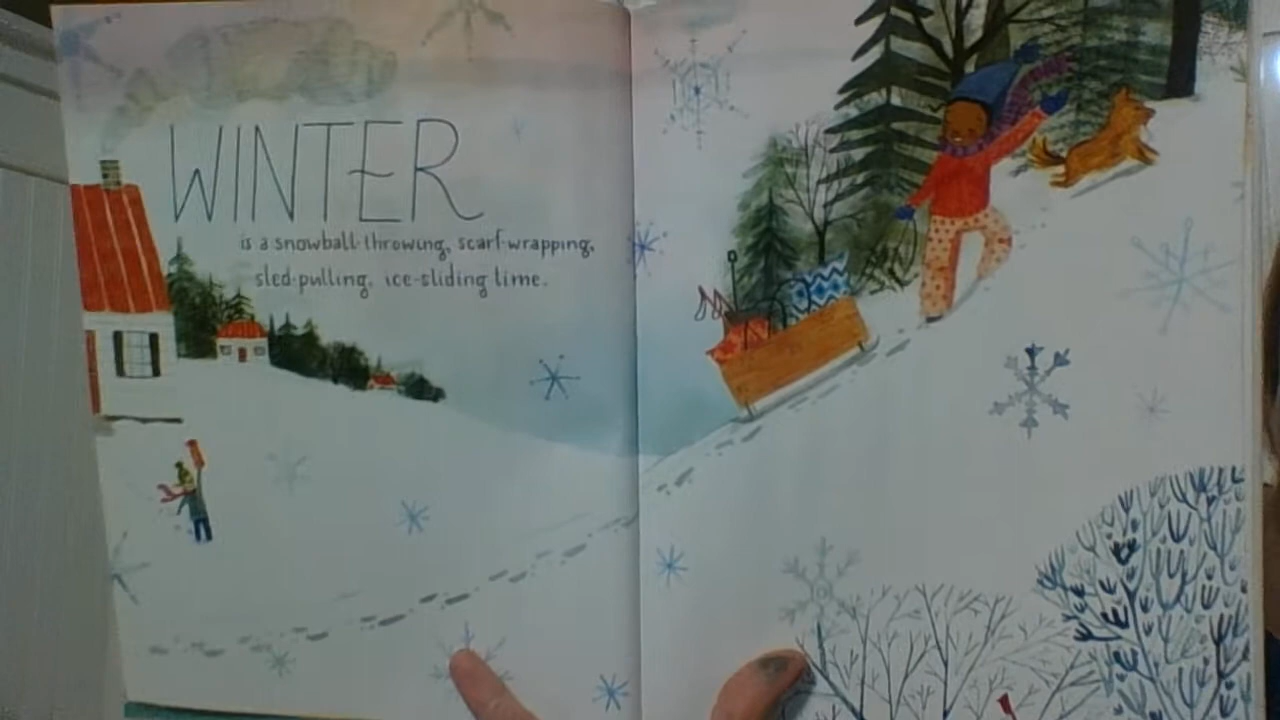 WINTER
is a snowball-throwing, scarf-wrapping,
sled-pulling, ice-sliding time.